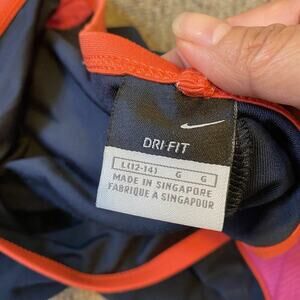 DRI-FIT
L(12-14) G G
MADE IN SINGAPORE
FABRIQUÉ À SINGAPOUR